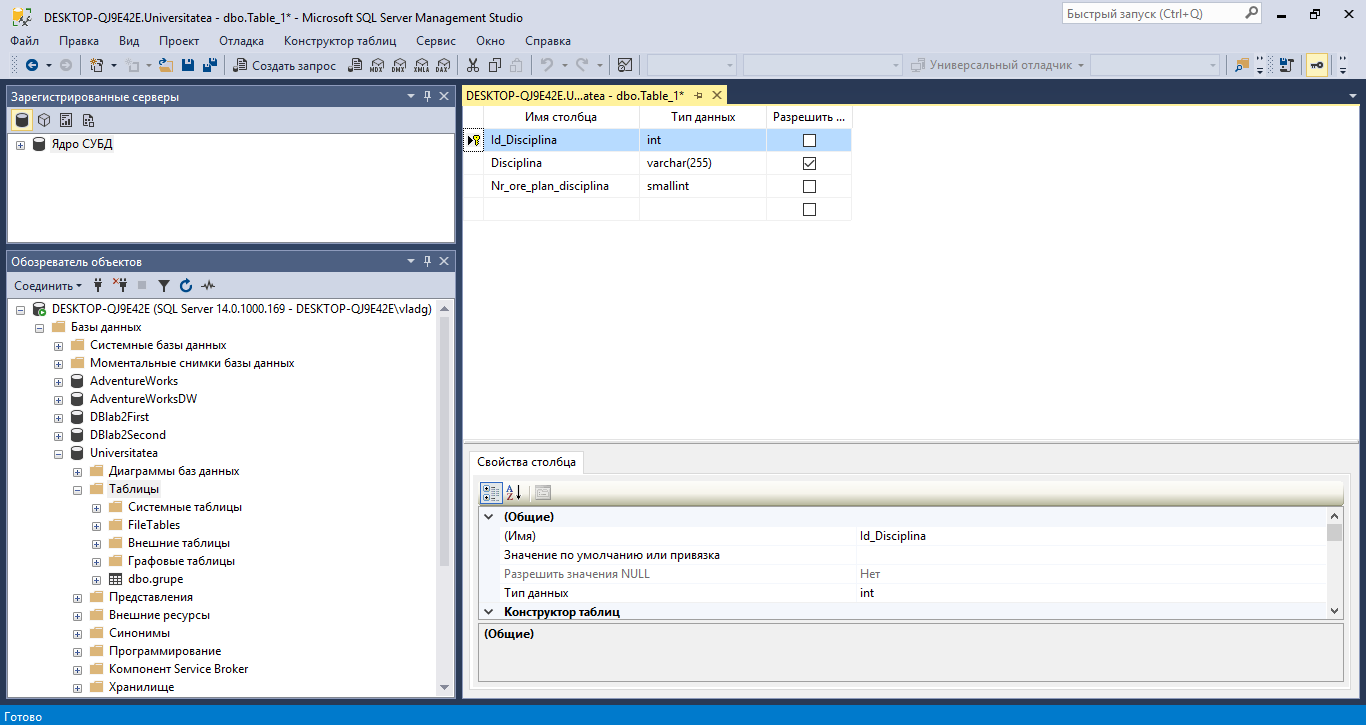 DESKTOP-QJ9E42E.Universitatea - dbo.Table_1* - Microsoft SQL Server Management Studio
Быстрый запуск (Ctrl+Q)
Файл Правка Вид Проект Отладка Конструктор таблиц Сервис Окно Справка
Создать запрос MDX DMX XMLA DAX Универсальный отладчик
Зарегистрированные серверы
Ядро СУБД
Обозреватель объектов
Соединить
DESKTOP-QJ9E42E (SQL Server 14.0.1000.169 - DESKTOP-QJ9E42E\vladg)
Базы данных
Системные базы данных
Моментальные снимки базы данных
AdventureWorks
AdventureWorksDW
DBlab2First
DBlab2Second
Universitatea
Диаграммы баз данных
Таблицы
Системные таблицы
FileTables
Внешние таблицы
Графовые таблицы
dbo.grupe
Представления
Внешние ресурсы
Синонимы
Программирование
Компонент Service Broker
Хранилище
DESKTOP-QJ9E42E.U...atea - dbo.Table_1*
Имя столбца Тип данных Разрешить ...
Id_Disciplina int
Disciplina varchar(255)
Nr_ore_plan_disciplina smallint
Свойства столбца
A Z
(Общие)
(Имя) Id_Disciplina
Значение по умолчанию или привязка
Разрешить значения NULL Нет
Тип данных int
Конструктор таблиц
(Общие)
Готово